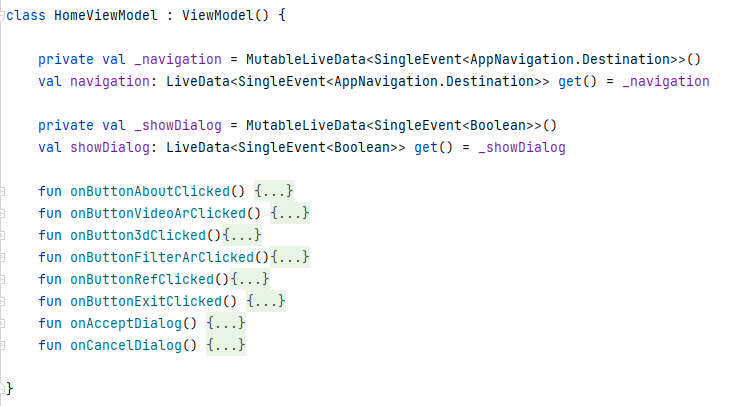 class HomeViewModel : ViewModel() {
private val _navigation = MutableLiveData<SingleEvent<AppNavigation.Destination>>()
val navigation: LiveData<SingleEvent<AppNavigation.Destination>> get() = _navigation
private val _showDialog = MutableLiveData<SingleEvent<Boolean>>()
val showDialog: LiveData<SingleEvent<Boolean>> get() = _showDialog
fun onButtonAboutClicked() {...}
fun onButtonVideoArClicked() {...}
fun onButton3dClicked(){...}
fun onButtonFilterArClicked(){...}
fun onButtonRefClicked(){...}
fun onButtonExitClicked() {...}
fun onAcceptDialog() {...}
fun onCancelDialog() {...}
}